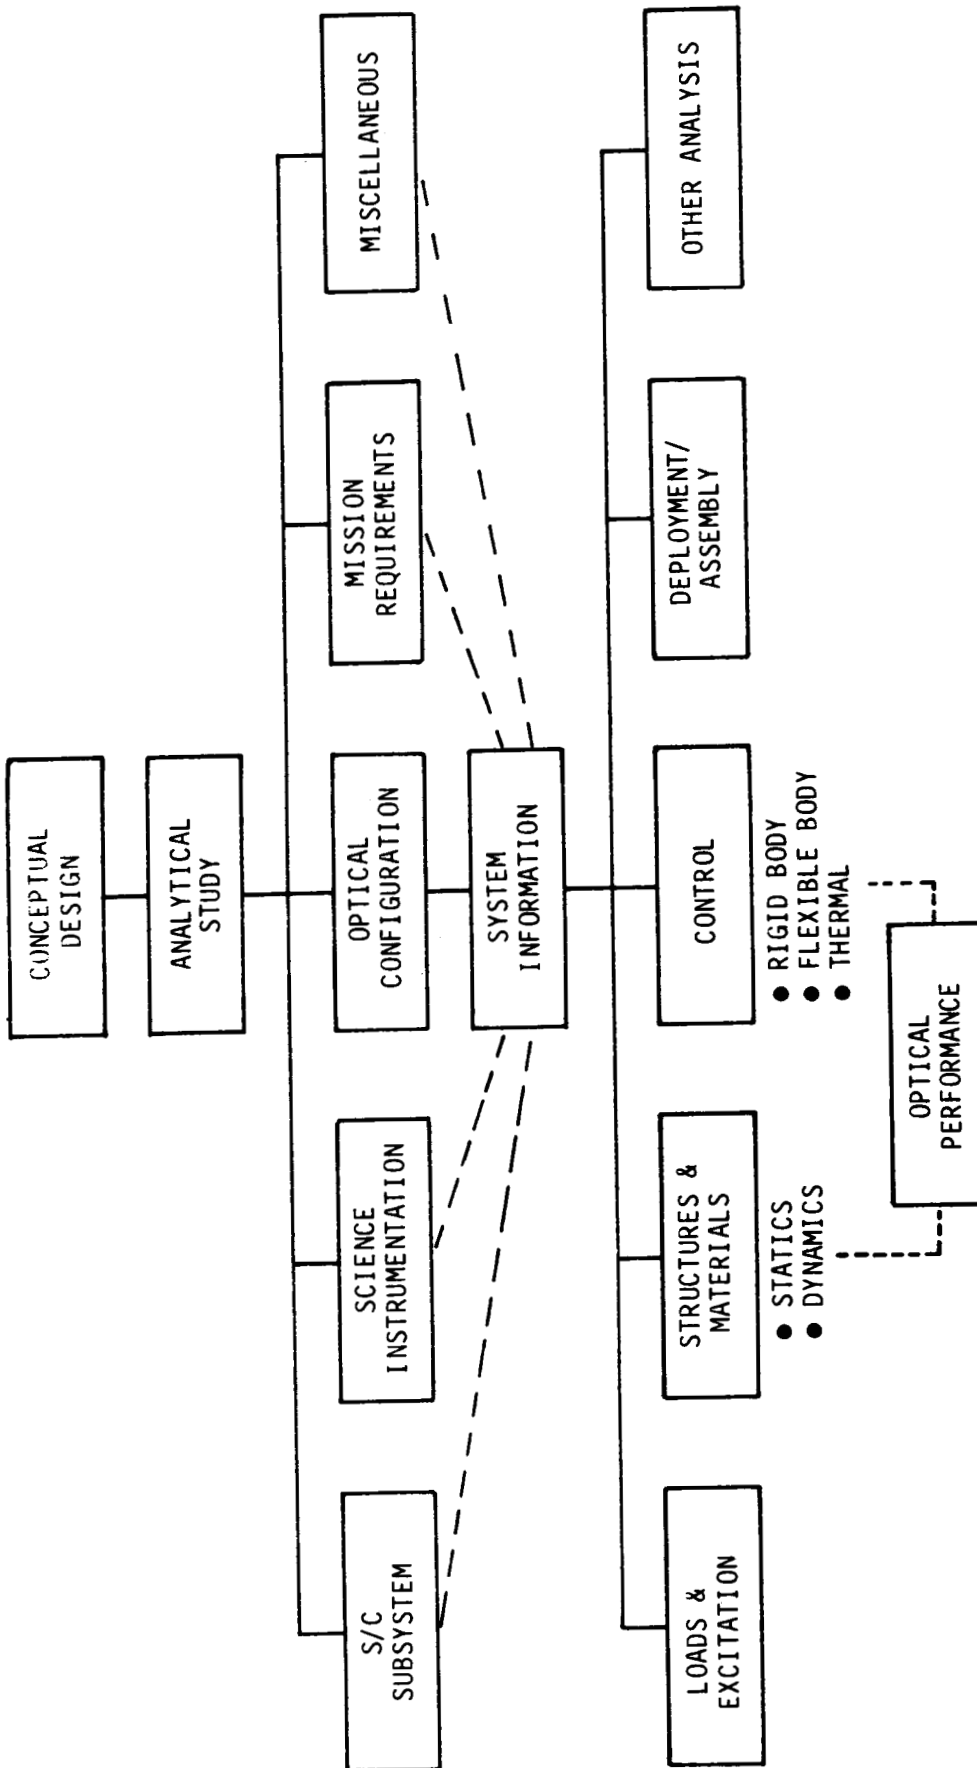 CONCEPTUAL
DESIGN
ANALYTICAL
STUDY
S/C
SUBSYSTEM
SCIENCE
INSTRUMENTATION
OPTICAL
CONFIGURATION
MISSION
REQUIREMENTS
MISCELLANEOUS
SYSTEM
INFORMATION
LOADS &
EXCITATION
STRUCTURES &
MATERIALS
● STATICS
● DYNAMICS
CONTROL
● RIGID BODY
● FLEXIBLE BODY
● THERMAL
DEPLOYMENT/
ASSEMBLY
OTHER ANALYSIS
OPTICAL
PERFORMANCE